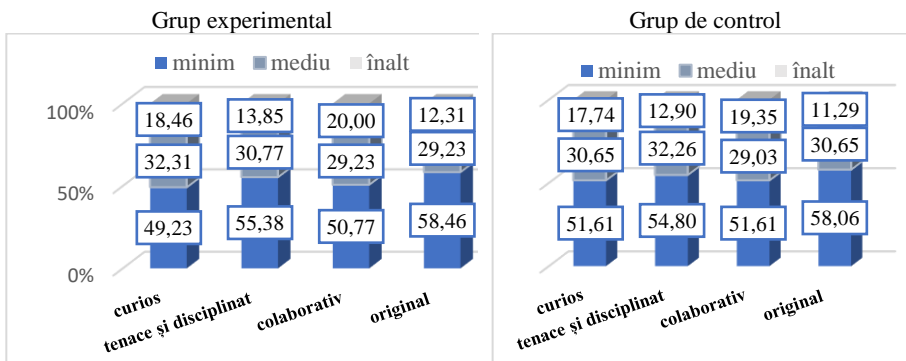 Grup experimental
minim mediu înalt
100%
50%
0%
18,46 13,85 20,00 12,31
32,31 30,77 29,23 29,23
49,23 55,38 50,77 58,46
curios tenace și disciplinat colaborativ original
Grup de control
minim mediu înalt
17,74 12,90 19,35 11,29
30,65 32,26 29,03 30,65
51,61 54,80 51,61 58,06
curios tenace și disciplinat colaborativ original